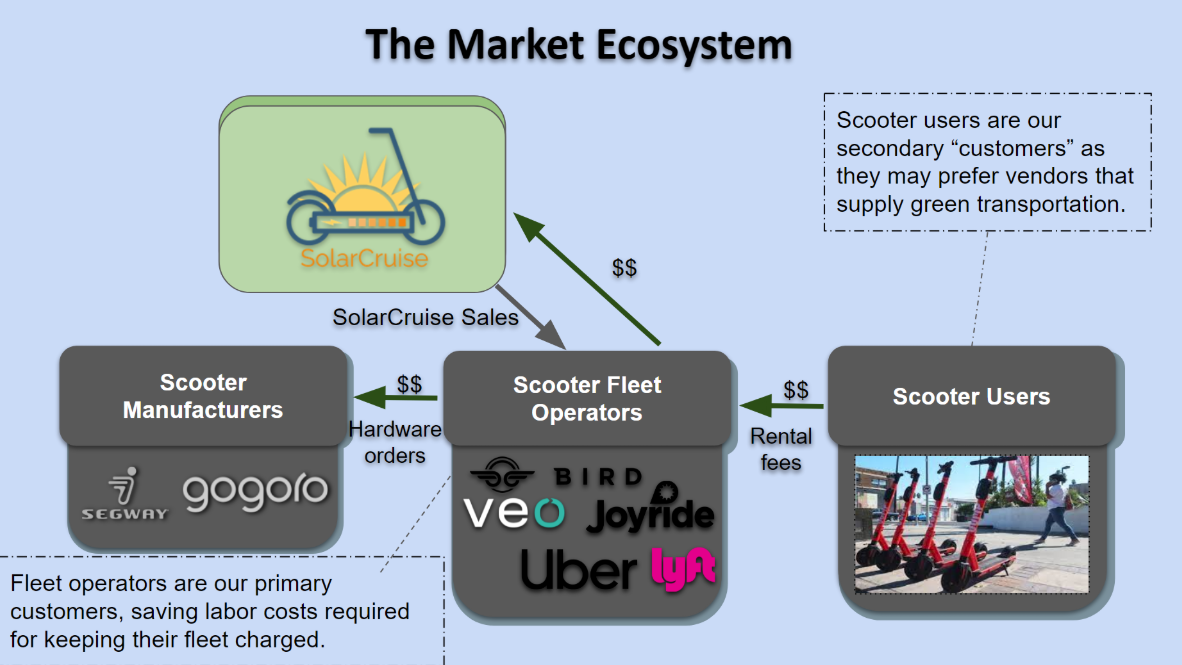 The Market Ecosystem
SolarCruise
Scooter users are our
secondary “customers” as
they may prefer vendors that
supply green transportation.
$$
SolarCruise Sales
Scooter
Manufacturers
$$
Hardware
orders
Scooter Fleet
Operators
$$
Rental
fees
Scooter Users
SEGWAY
gogoro
BIRD
veo
Joyride
Uber
lyft
Fleet operators are our primary
customers, saving labor costs required
for keeping their fleet charged.